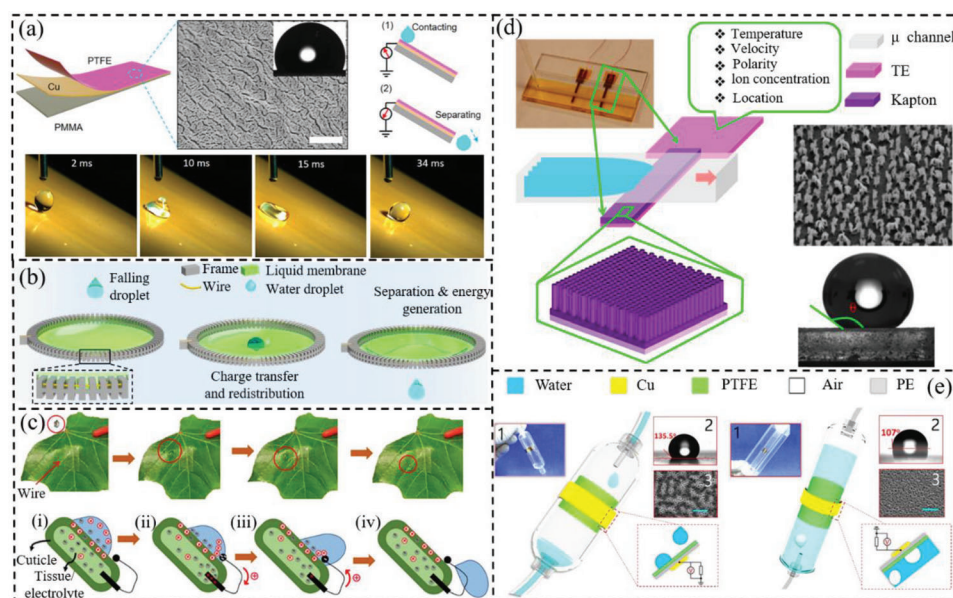 (a)
PTFE
Cu
PMMA
(1)
Contacting
(2)
Separating
2 ms
10 ms
15 ms
34 ms
(b)
Falling
droplet
Frame
Liquid membrane
Wire
Water droplet
Separation & energy
generation
Charge transfer
and redistribution
(c)
Wire
(i)
(ii)
(iii)
(iv)
Cuticle
Tissue/
electrolyte
(d)
❖ Temperature
❖ Velocity
❖ Polarity
❖ Ion concentration
❖ Location
μ channel
TE
Kapton
θ
Water
Cu
PTFE
Air
PE
(e)
1
2
135.5°
3
1
2
107°
3